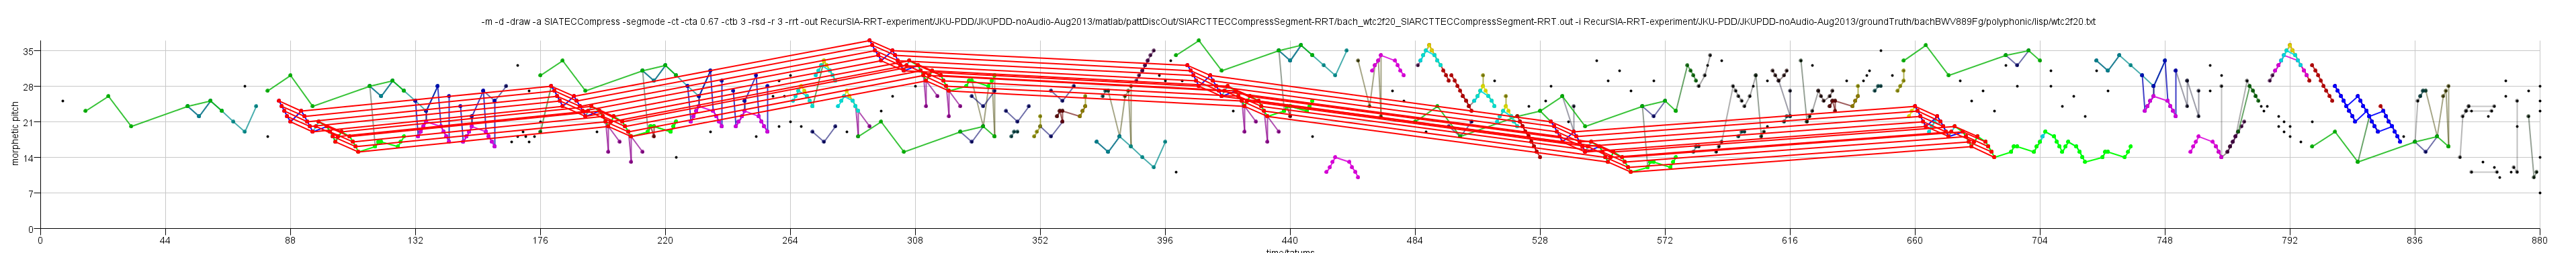 -m -d -draw -a SIATECCompress -segmode -ct -cta 0.67 -ctb 3 -rsd -r 3 -rrt -out RecurSIA-RRT-experiment/JKU-PDD/JKUPDD-noAudio-Aug2013/matlab/pattDiscOut/SIARCTTECCompressSegment-RRT/bach_wtc2f20_SIARCTTECCompressSegment-RRT.out -i RecurSIA-RRT-experiment/JKU-PDD/JKUPDD-noAudio-Aug2013/groundTruth/bachBWV889Fg/polyphonic/lisp/wtc2f20.txt
35
28
21
14
7
0
morphetic pitch
0 44 88 132 176 220 264 308 352 396 440 484 528 572 616 660 704 748 792 836 880
time/tatums